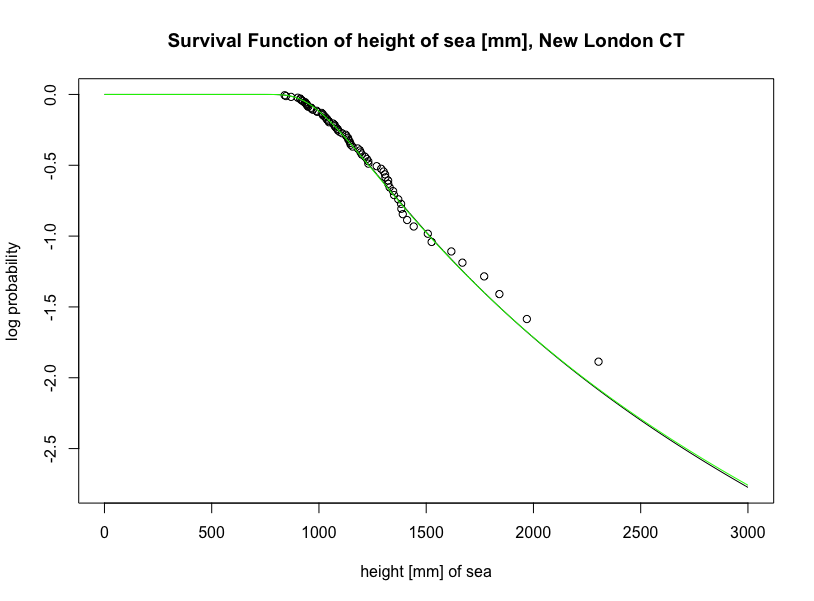 Survival Function of height of sea [mm], New London CT
log probability
0.0
-0.5
-1.0
-1.5
-2.0
-2.5
0 500 1000 1500 2000 2500 3000
height [mm] of sea